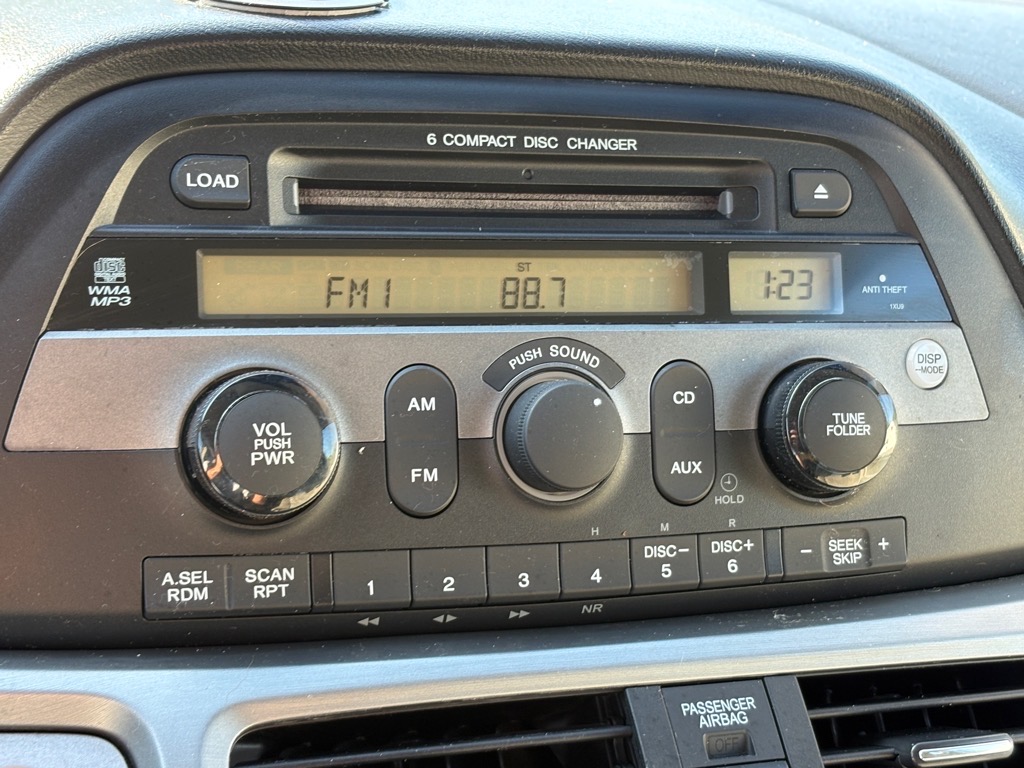 6 COMPACT DISC CHANGER
LOAD
disc
WMA
MP3
ST
FM1 88.7
1:23
ANTI THEFT
1XU9
DISP
MODE
PUSH SOUND
VOL
PUSH
PWR
AM
FM
CD
AUX
HOLD
TUNE
FOLDER
H M R
A.SEL
RDM
SCAN
RPT
1
2
3
4
DISC−
5
DISC+
6
− SEEK +
SKIP
NR
PASSENGER
AIRBAG
OFF